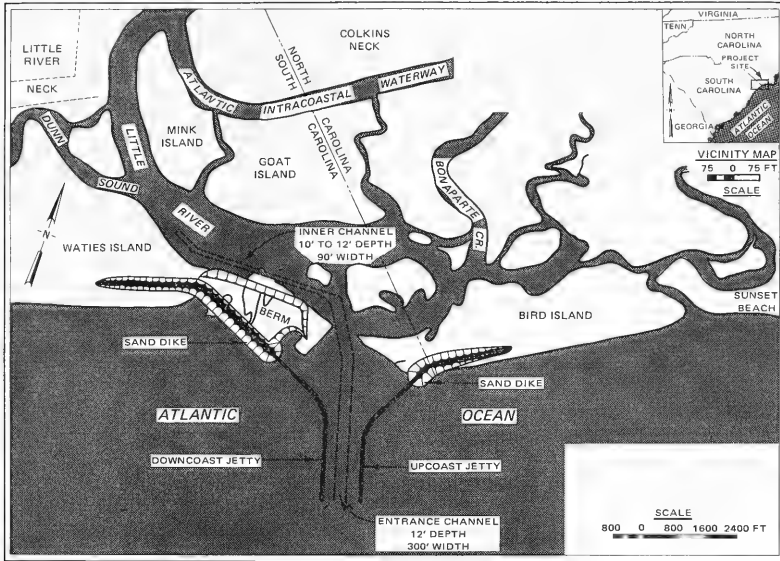 LITTLE
RIVER
NECK
COLKINS
NECK
NORTH CAROLINA
SOUTH CAROLINA
ATLANTIC INTRACOASTAL WATERWAY
VIRGINIA
TENN
NORTH
CAROLINA
PROJECT
SITE
SOUTH
CAROLINA
GEORGIA
ATLANTIC
OCEAN
VICINITY MAP
75 0 75 FT
SCALE
DUNN SOUND
LITTLE RIVER
MINK
ISLAND
GOAT
ISLAND
BONAPARTE CR.
N
WATIES ISLAND
INNER CHANNEL
10' TO 12' DEPTH
90' WIDTH
BERM
BIRD ISLAND
SUNSET
BEACH
SAND DIKE
SAND DIKE
ATLANTIC OCEAN
DOWNCOAST JETTY
UPCOAST JETTY
ENTRANCE CHANNEL
12' DEPTH
300' WIDTH
SCALE
800 0 800 1600 2400 FT